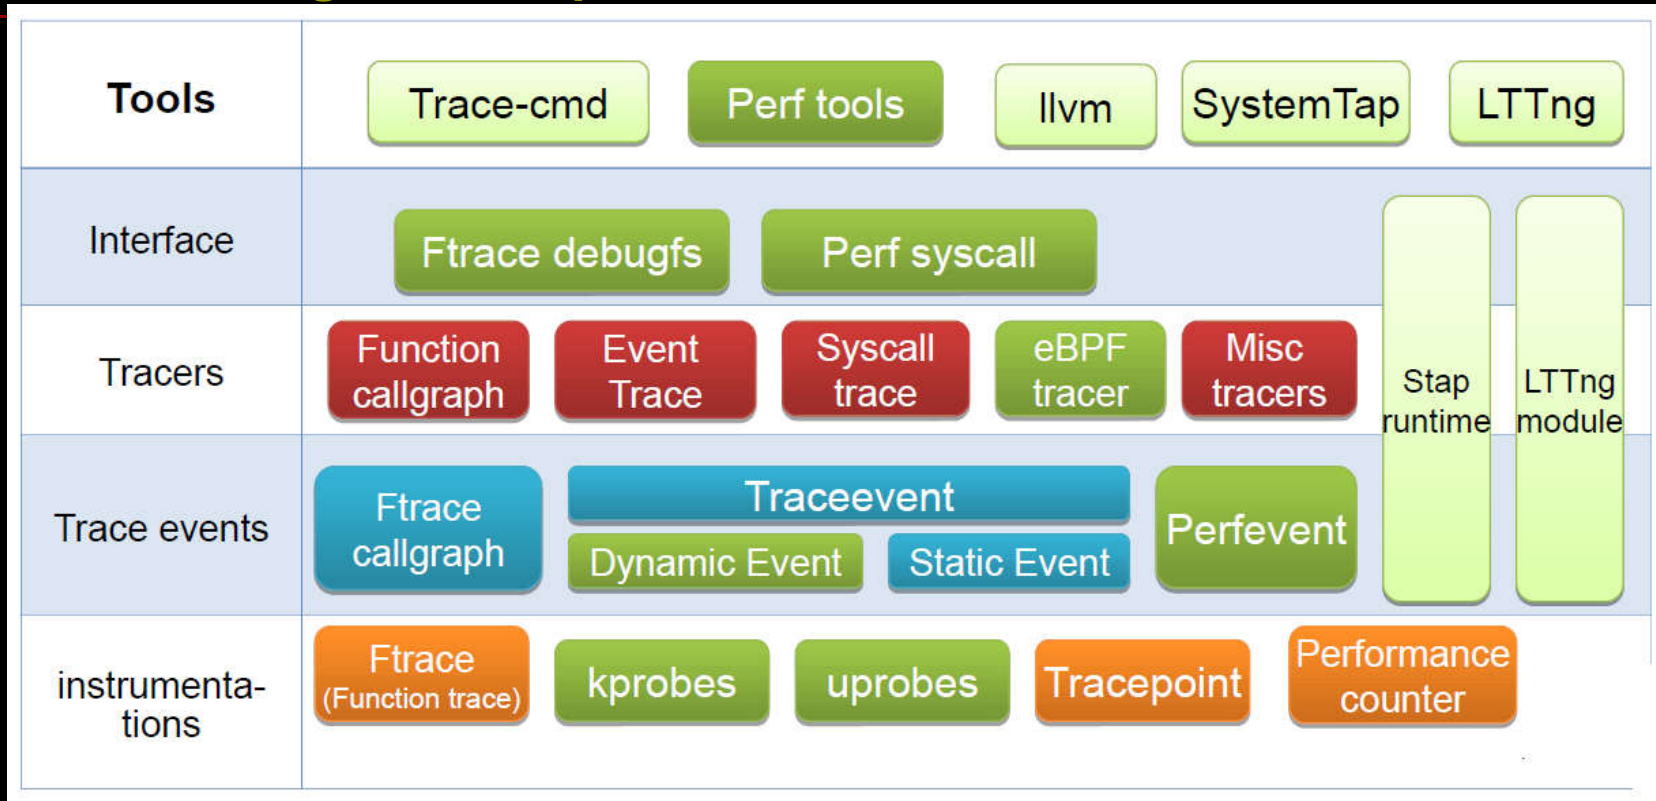 Tools
Trace-cmd
Perf tools
llvm
SystemTap
LTTng
Interface
Ftrace debugfs
Perf syscall
Tracers
Function
callgraph
Event
Trace
Syscall
trace
eBPF
tracer
Misc
tracers
Stap
runtime
LTTng
module
Trace events
Ftrace
callgraph
Traceevent
Dynamic Event
Static Event
Perfevent
instrumenta-
tions
Ftrace
(Function trace)
kprobes
uprobes
Tracepoint
Performance
counter